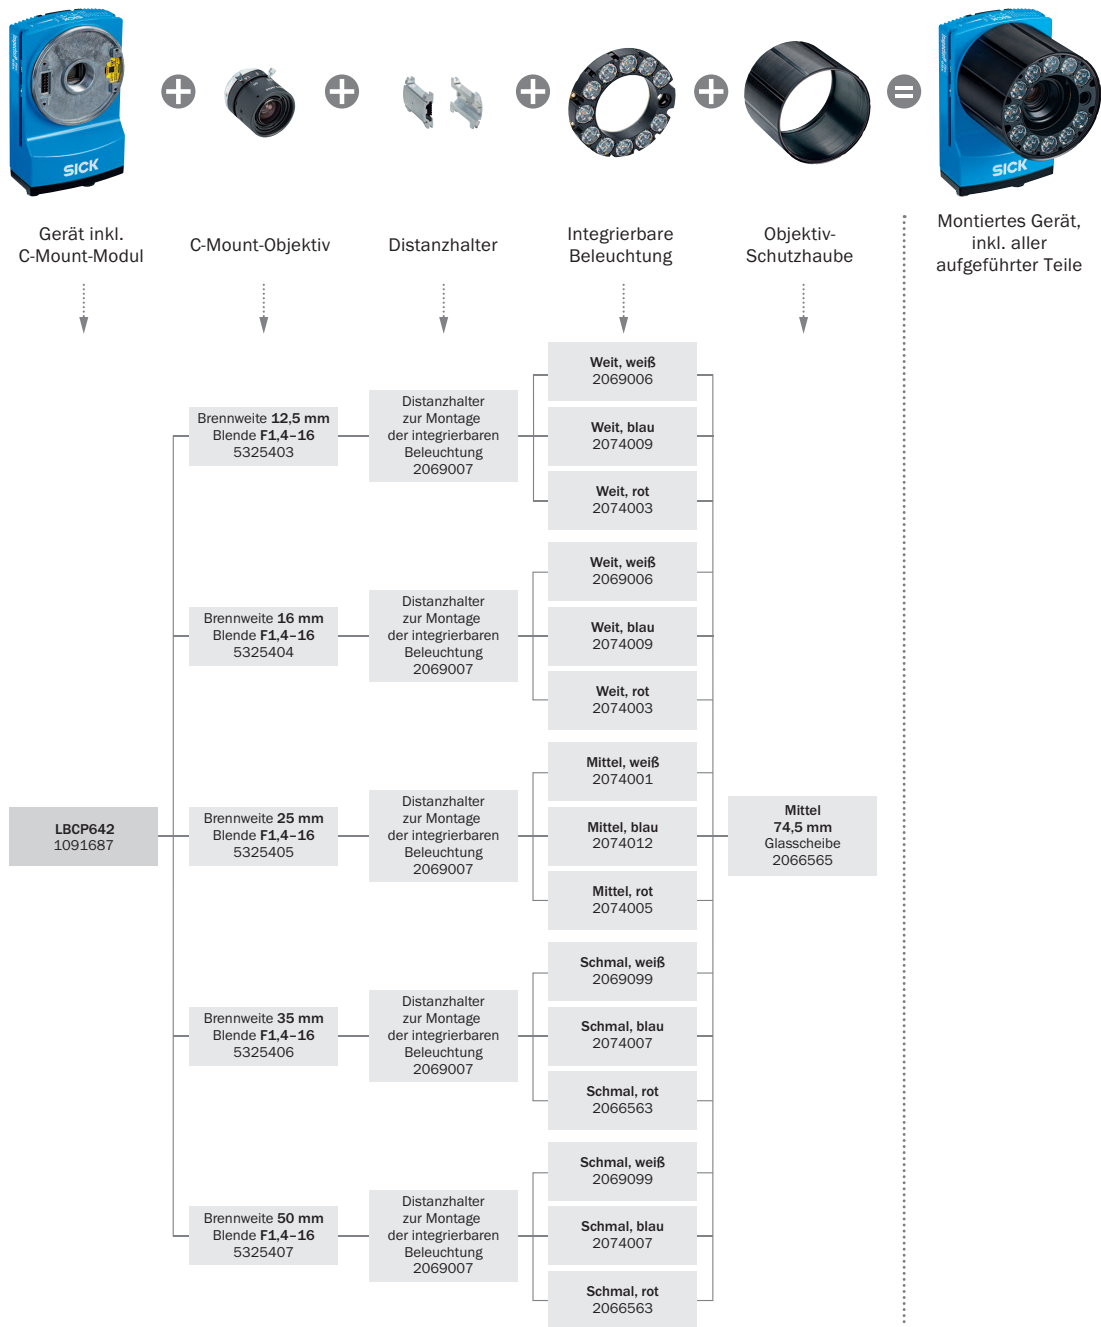 SICK
SICK
Gerät inkl.
C-Mount-Modul
C-Mount-Objektiv
Distanzhalter
Integrierbare
Beleuchtung
Objektiv-
Schutzhaube
Montiertes Gerät,
inkl. aller
aufgeführter Teile
LBCP642
1091687
Brennweite 12,5 mm
Blende F1,4–16
5325403
Distanzhalter
zur Montage
der integrierbaren
Beleuchtung
2069007
Weit, weiß
2069006
Weit, blau
2074009
Weit, rot
2074003
Brennweite 16 mm
Blende F1,4–16
5325404
Distanzhalter
zur Montage
der integrierbaren
Beleuchtung
2069007
Weit, weiß
2069006
Weit, blau
2074009
Weit, rot
2074003
Brennweite 25 mm
Blende F1,4–16
5325405
Distanzhalter
zur Montage
der integrierbaren
Beleuchtung
2069007
Mittel, weiß
2074001
Mittel, blau
2074012
Mittel, rot
2074005
Brennweite 35 mm
Blende F1,4–16
5325406
Distanzhalter
zur Montage
der integrierbaren
Beleuchtung
2069007
Schmal, weiß
2069099
Schmal, blau
2074007
Schmal, rot
2066563
Brennweite 50 mm
Blende F1,4–16
5325407
Distanzhalter
zur Montage
der integrierbaren
Beleuchtung
2069007
Schmal, weiß
2069099
Schmal, blau
2074007
Schmal, rot
2066563
Mittel
74,5 mm
Glasscheibe
2066565